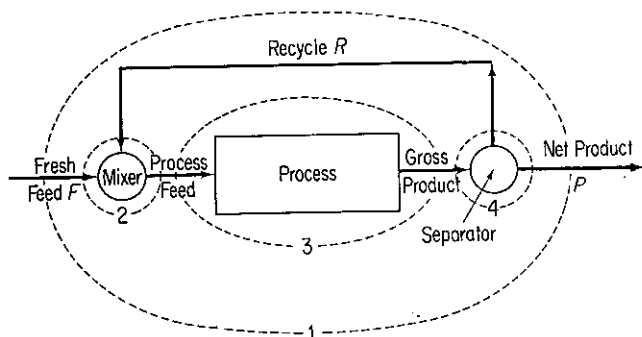 Recycle R
Fresh
Feed F
Mixer
2
Process
Feed
Process
3
Gross
Product
4
Separator
Net Product
P
1